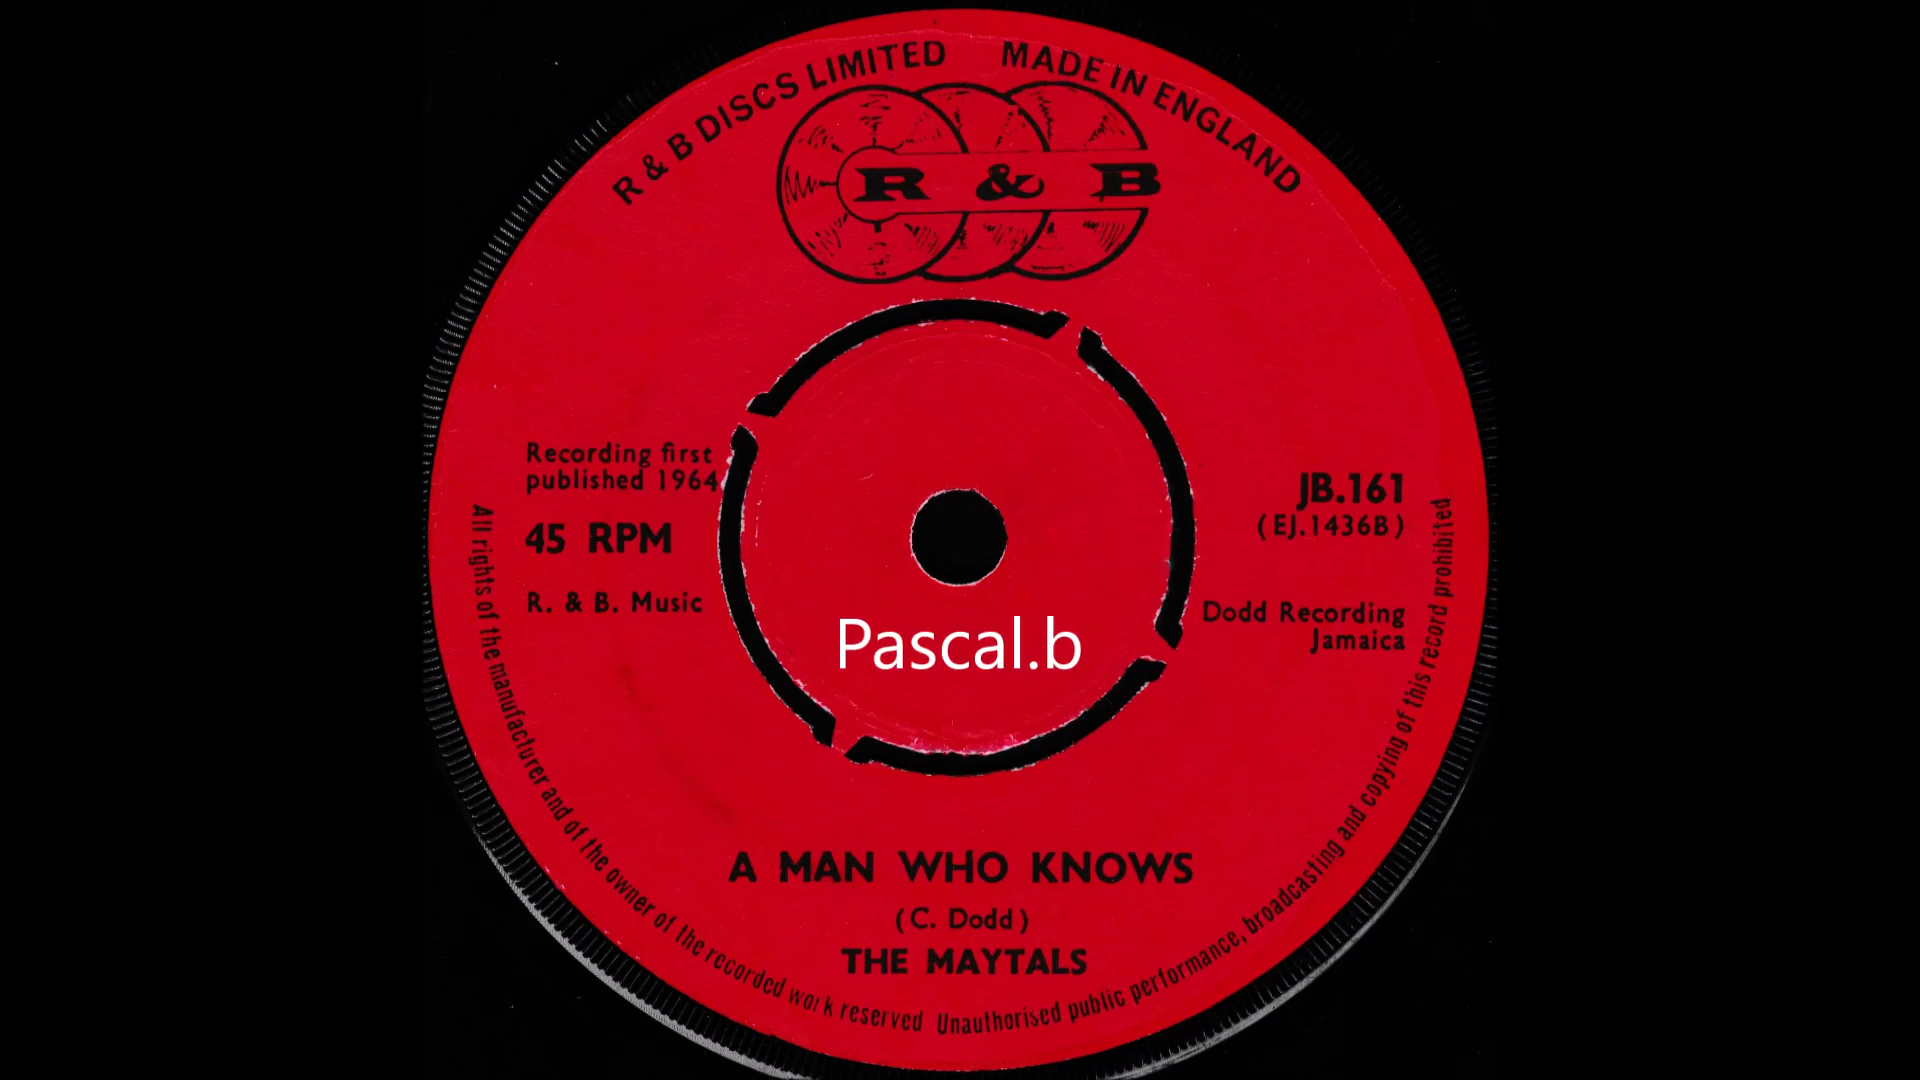 R & B DISCS LIMITED MADE IN ENGLAND
R & B
Recording first
published 1964
45 RPM
R. & B. Music
JB.161
(EJ.1436B)
Dodd Recording
Jamaica
Pascal.b
A MAN WHO KNOWS
(C. Dodd)
THE MAYTALS
All rights of the manufacturer and of the owner of the recorded work reserved Unauthorised public performance, broadcasting and copying of this record prohibited